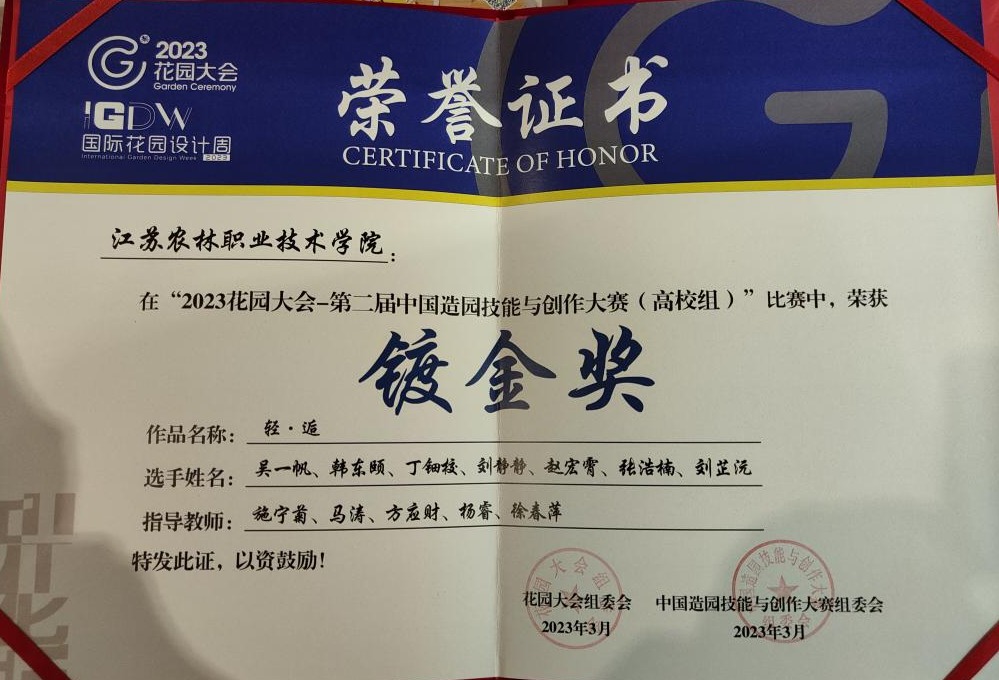 2023
花园大会
Garden Ceremony
IGDW
国际花园设计周
International Garden Design Week 2023
荣誉证书
CERTIFICATE OF HONOR
江苏农林职业技术学院：
在“2023花园大会-第二届中国造园技能与创作大赛（高校组）”比赛中，荣获
镀金奖
作品名称：轻·逅
选手姓名：吴一帆、韩东颐、丁钿按、刘静静、赵宏霄、张浩楠、刘芷沅
指导教师：施宁菊、马涛、方应财、杨睿、徐春萍
特发此证，以资鼓励！
花园大会组委会 中国造园技能与创作大赛组委会
2023年3月 2023年3月